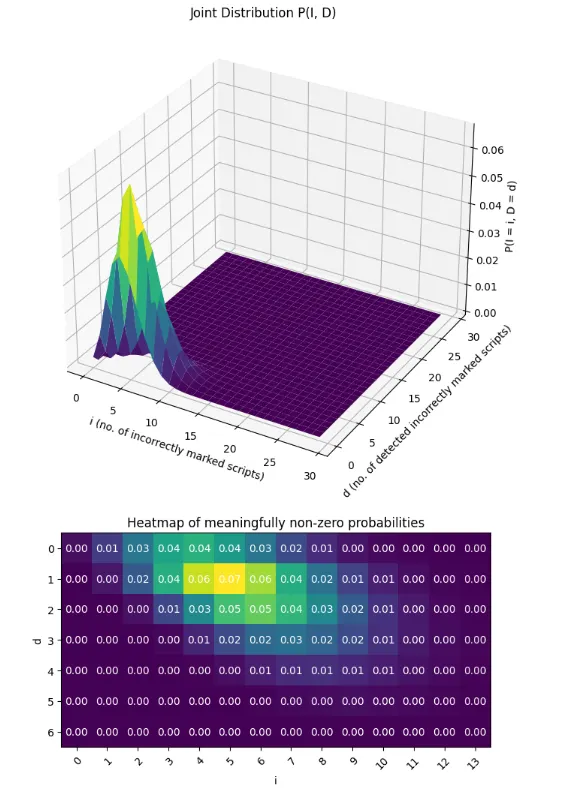 Joint Distribution P(I, D)
0.06
0.05
0.04
0.03
0.02
0.01
0.00
P(I = i, D = d)
0
5
10
15
20
25
30
i (no. of incorrectly marked scripts)
0
5
10
15
20
25
30
d (no. of detected incorrectly marked scripts)
Heatmap of meaningfully non-zero probabilities
0 0.00 0.01 0.03 0.04 0.04 0.04 0.03 0.02 0.01 0.00 0.00 0.00 0.00 0.00
1 0.00 0.00 0.02 0.04 0.06 0.07 0.06 0.04 0.02 0.01 0.01 0.00 0.00 0.00
2 0.00 0.00 0.00 0.01 0.03 0.05 0.05 0.04 0.03 0.02 0.01 0.00 0.00 0.00
d 3 0.00 0.00 0.00 0.00 0.01 0.02 0.02 0.03 0.02 0.02 0.01 0.00 0.00 0.00
4 0.00 0.00 0.00 0.00 0.00 0.00 0.01 0.01 0.01 0.01 0.01 0.00 0.00 0.00
5 0.00 0.00 0.00 0.00 0.00 0.00 0.00 0.00 0.00 0.00 0.00 0.00 0.00 0.00
6 0.00 0.00 0.00 0.00 0.00 0.00 0.00 0.00 0.00 0.00 0.00 0.00 0.00 0.00
0 1 2 3 4 5 6 7 8 9 10 11 12 13
i